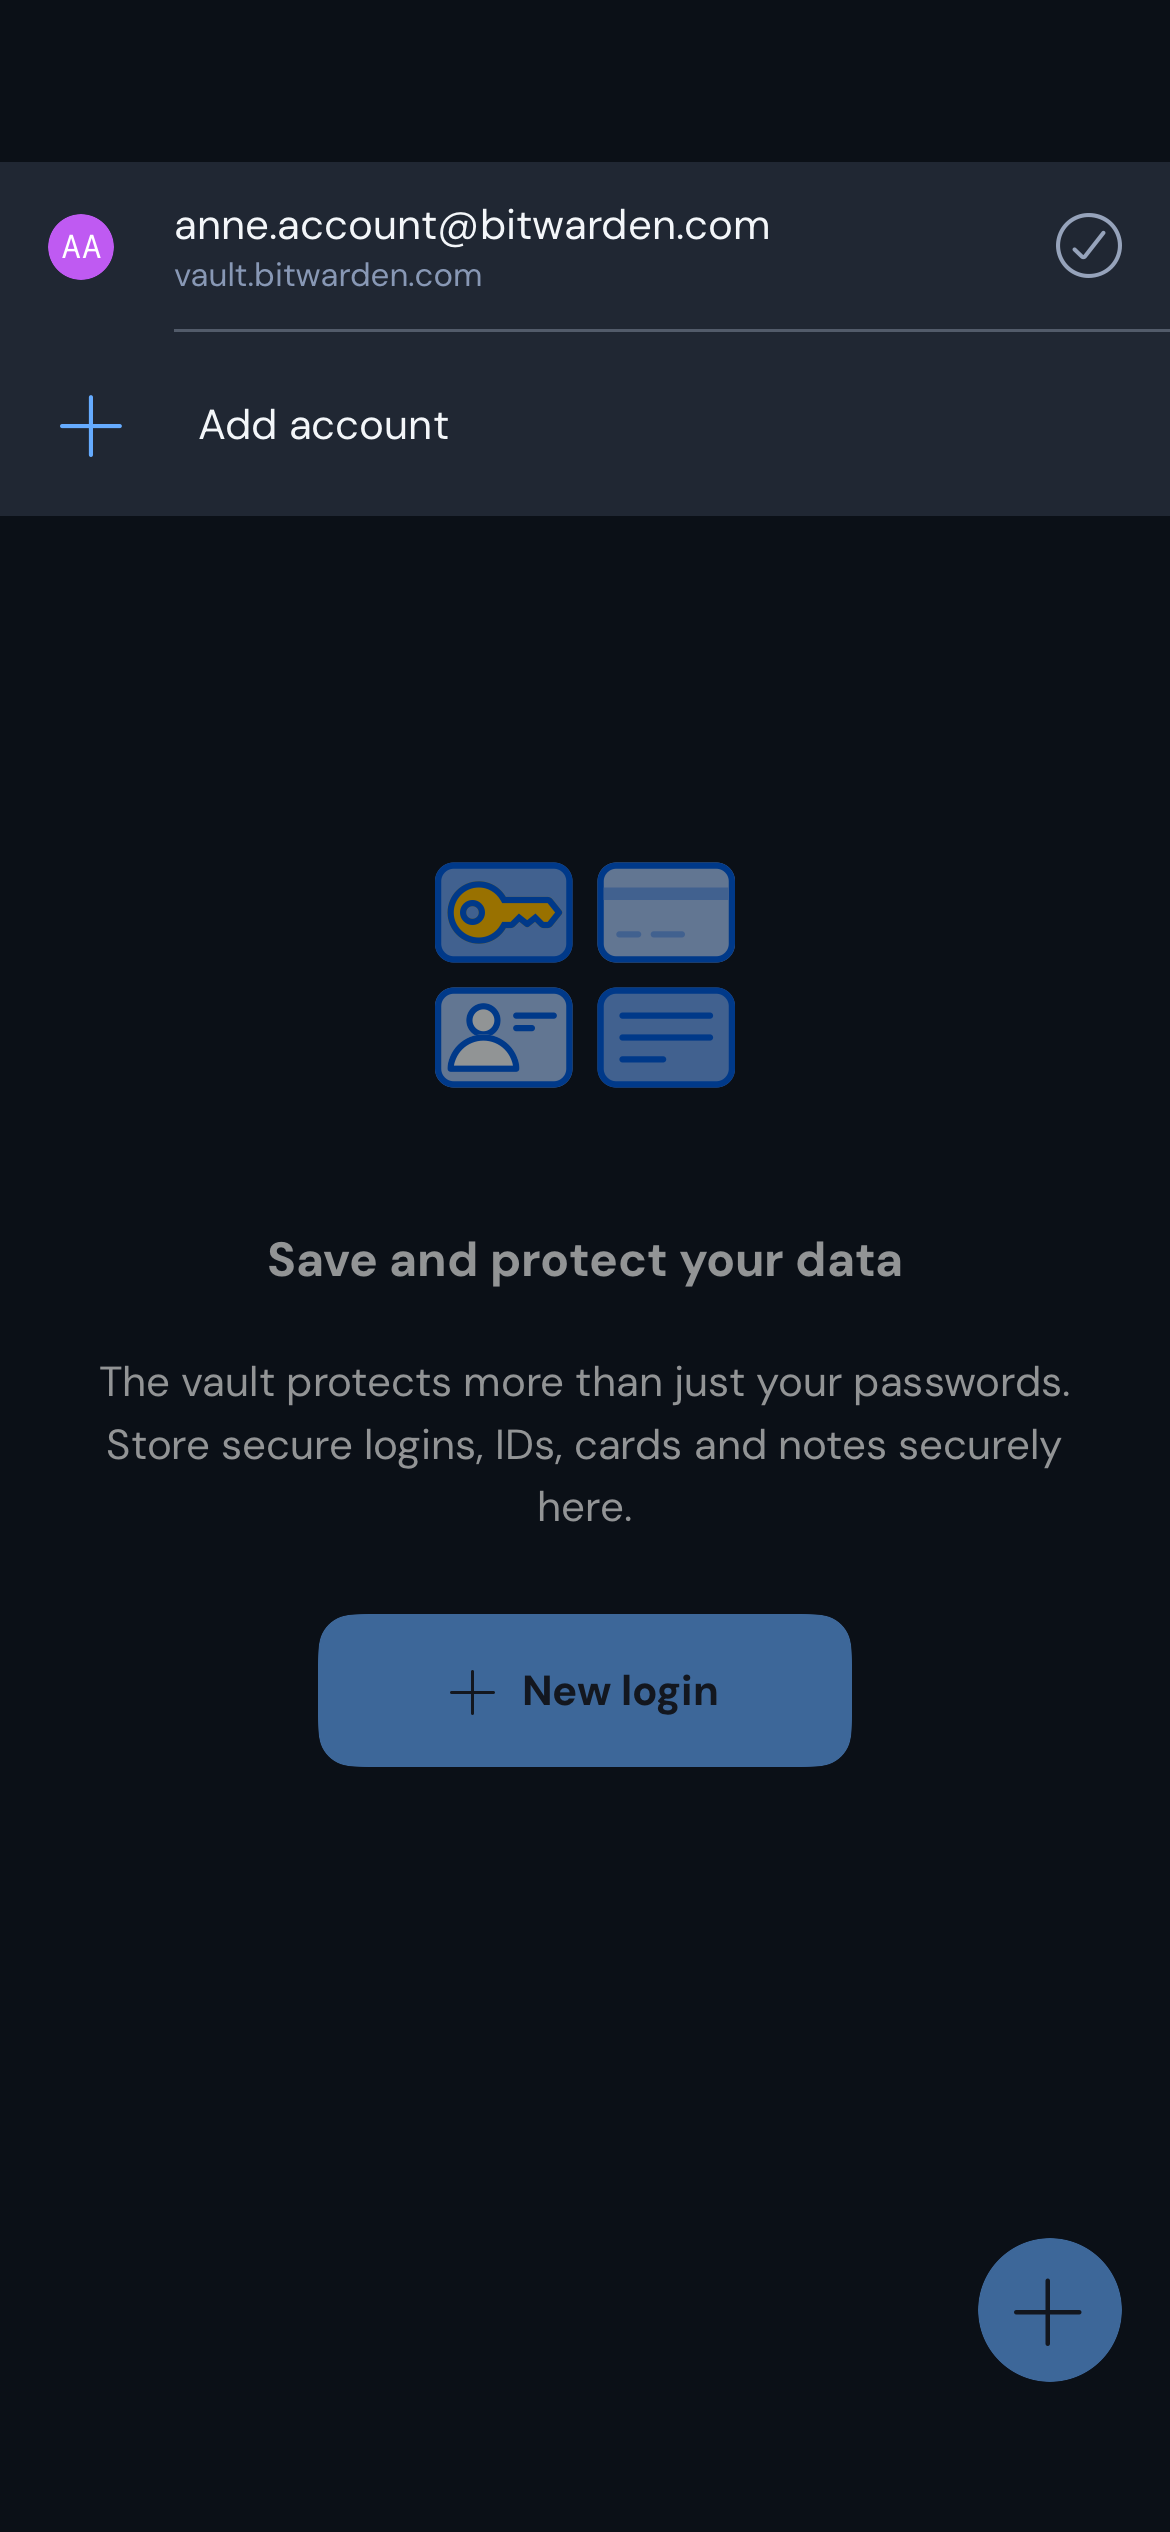 AA
anne.account@bitwarden.com
vault.bitwarden.com
Add account
Save and protect your data
The vault protects more than just your passwords.
Store secure logins, IDs, cards and notes securely
here.
New login